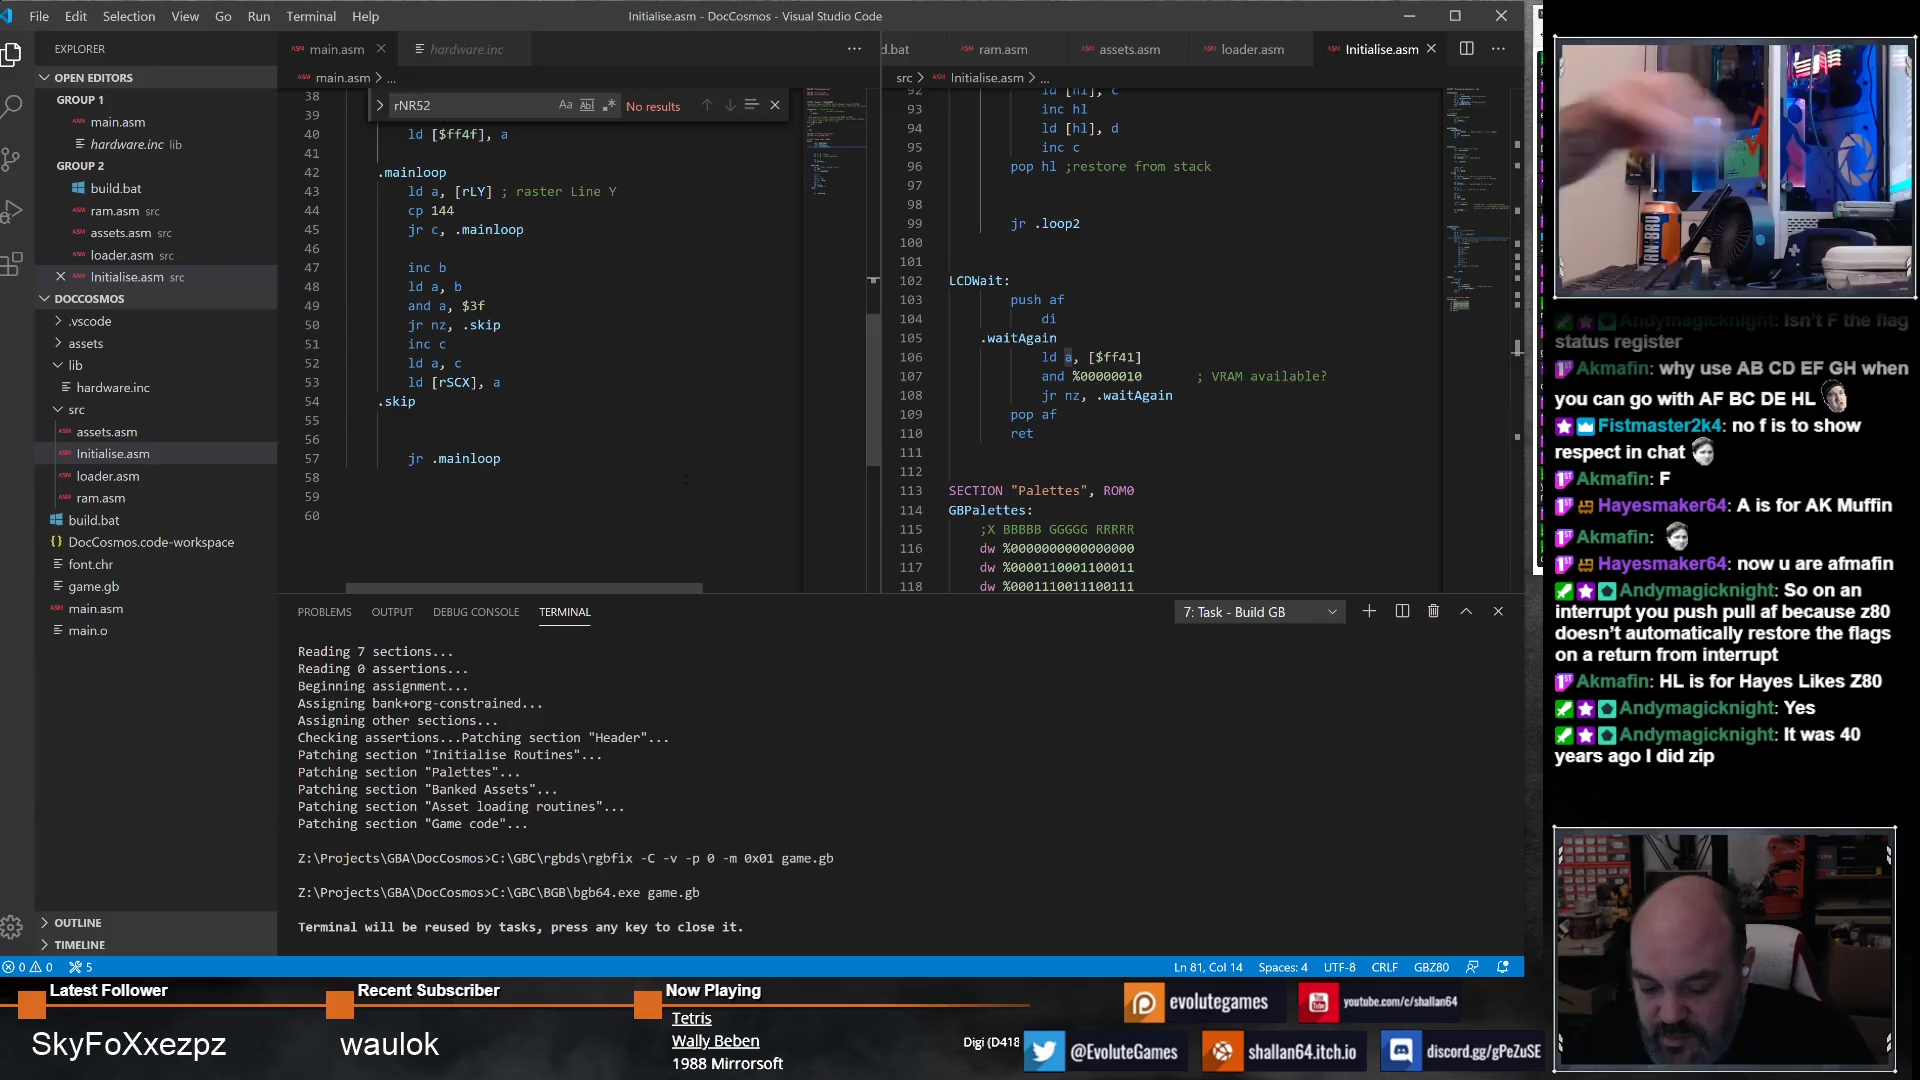 File Edit Selection View Go Run Terminal Help
Initialise.asm - DocCosmos - Visual Studio Code
EXPLORER
OPEN EDITORS
GROUP 1
main.asm
hardware.inc lib
GROUP 2
build.bat
ram.asm src
assets.asm src
loader.asm src
Initialise.asm src
DOCCOSMOS
.vscode
assets
lib
hardware.inc
src
assets.asm
Initialise.asm
loader.asm
ram.asm
build.bat
DocCosmos.code-workspace
font.chr
game.gb
main.asm
main.o
OUTLINE
TIMELINE
main.asm hardware.inc
main.asm > ...
rNR52 Aa Abl No results
38
39
40 ld [$ff4f], a
41
42 .mainloop
43 ld a, [rLY] ; raster Line Y
44 cp 144
45 jr c, .mainloop
46
47 inc b
48 ld a, b
49 and a, $3f
50 jr nz, .skip
51 inc c
52 ld a, c
53 ld [rSCX], a
54 .skip
55
56
57 jr .mainloop
58
59
60
d.bat ram.asm assets.asm loader.asm Initialise.asm
src > Initialise.asm > ...
92 ld [hl], c
93 inc hl
94 ld [hl], d
95 inc c
96 pop hl ;restore from stack
97
98
99 jr .loop2
100
101
102 LCDWait:
103 push af
104 di
105 .waitAgain
106 ld a, [$ff41]
107 and %00000010 ; VRAM available?
108 jr nz, .waitAgain
109 pop af
110 ret
111
112
113 SECTION "Palettes", ROM0
114 GBPalettes:
115 ;X BBBBB GGGGG RRRRR
116 dw %0000000000000000
117 dw %0000110001100011
118 dw %0001110011100111
PROBLEMS OUTPUT DEBUG CONSOLE TERMINAL
7: Task - Build GB
Reading 7 sections...
Reading 0 assertions...
Beginning assignment...
Assigning bank+org-constrained...
Assigning other sections...
Checking assertions...Patching section "Header"...
Patching section "Initialise Routines"...
Patching section "Palettes"...
Patching section "Banked Assets"...
Patching section "Asset loading routines"...
Patching section "Game code"...
Z:\Projects\GBA\DocCosmos>C:\GBC\rgbds\rgbfix -C -v -p 0 -m 0x01 game.gb
Z:\Projects\GBA\DocCosmos>C:\GBC\BGB\bgb64.exe game.gb
Terminal will be reused by tasks, press any key to close it.
0 0 5
Ln 81, Col 14 Spaces: 4 UTF-8 CRLF GBZ80
Andymagicknight: Isn't F the flag
status register
Akmafin: why use AB CD EF GH when
you can go with AF BC DE HL
Fistmaster2k4: no f is to show
respect in chat
Akmafin: F
Hayesmaker64: A is for AK Muffin
Akmafin:
Hayesmaker64: now u are afmafin
Andymagicknight: So on an
interrupt you push pull af because z80
doesn't automatically restore the flags
on a return from interrupt
Akmafin: HL is for Hayes Likes Z80
Andymagicknight: Yes
Andymagicknight: It was 40
years ago I did zip
Latest Follower
SkyFoXxezpz
Recent Subscriber
waulok
Now Playing
Tetris
Wally Beben
1988 Mirrorsoft
Digi (D418
evolutegames
youtube.com/c/shallan64
@EvoluteGames
shallan64.itch.io
discord.gg/gPeZuSE